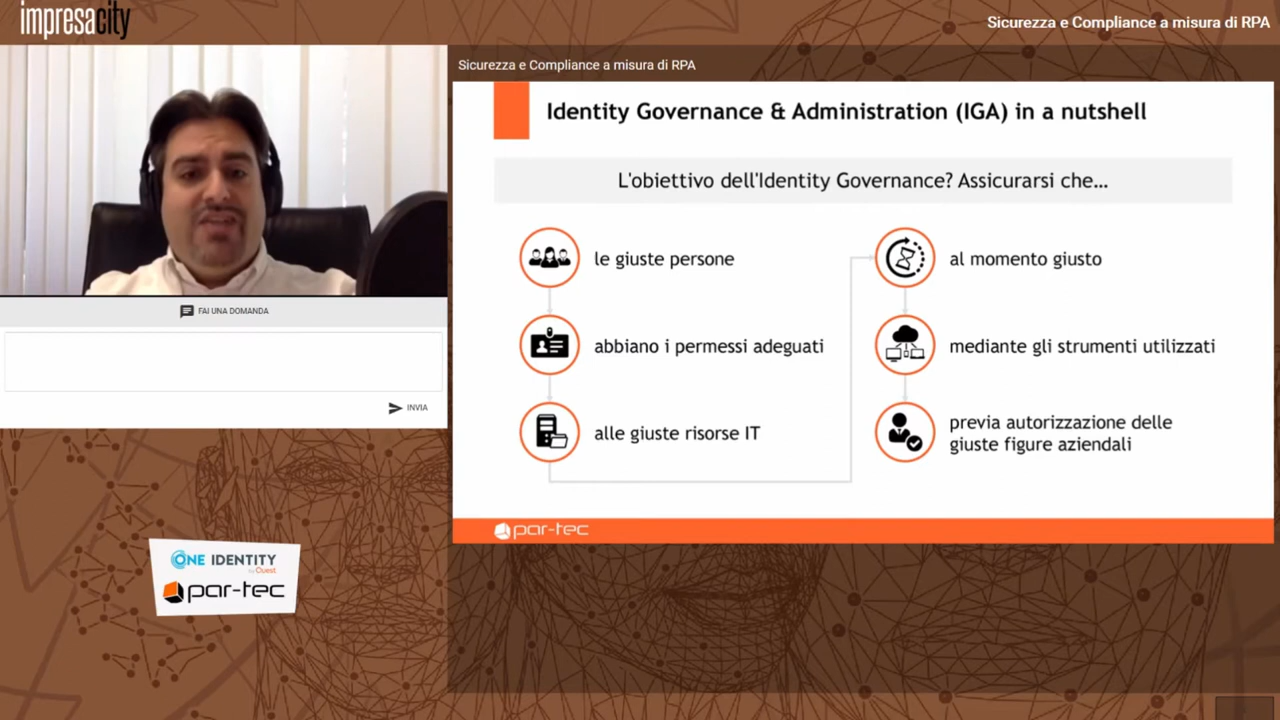 impresacity
Sicurezza e Compliance a misura di RPA
Sicurezza e Compliance a misura di RPA
Identity Governance & Administration (IGA) in a nutshell
L'obiettivo dell'Identity Governance? Assicurarsi che...
le giuste persone
abbiano i permessi adeguati
alle giuste risorse IT
al momento giusto
mediante gli strumenti utilizzati
previa autorizzazione delle
giuste figure aziendali
par-tec
FAI UNA DOMANDA
INVIA
ONE IDENTITY
by Quest
par-tec